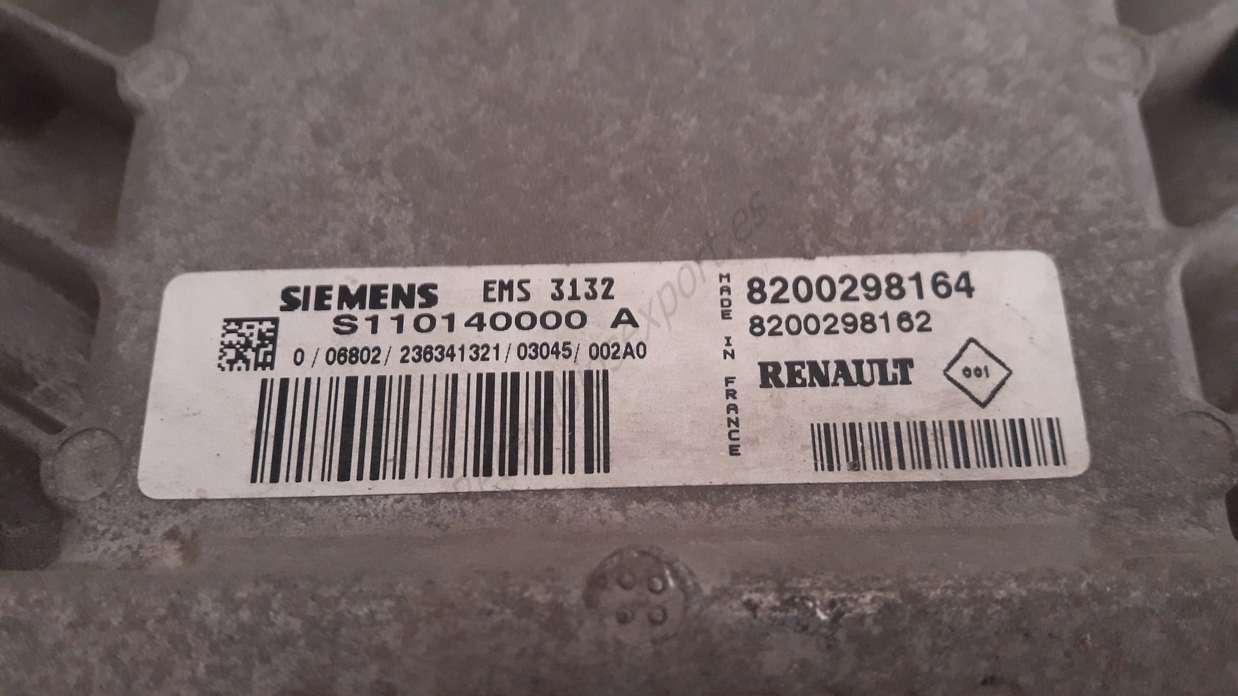 SIEMENS EMS 3132
S110140000 A
0 / 06802 / 236341321 / 03045 / 002A0
MADE IN FRANCE
8200298164
8200298162
RENAULT 001